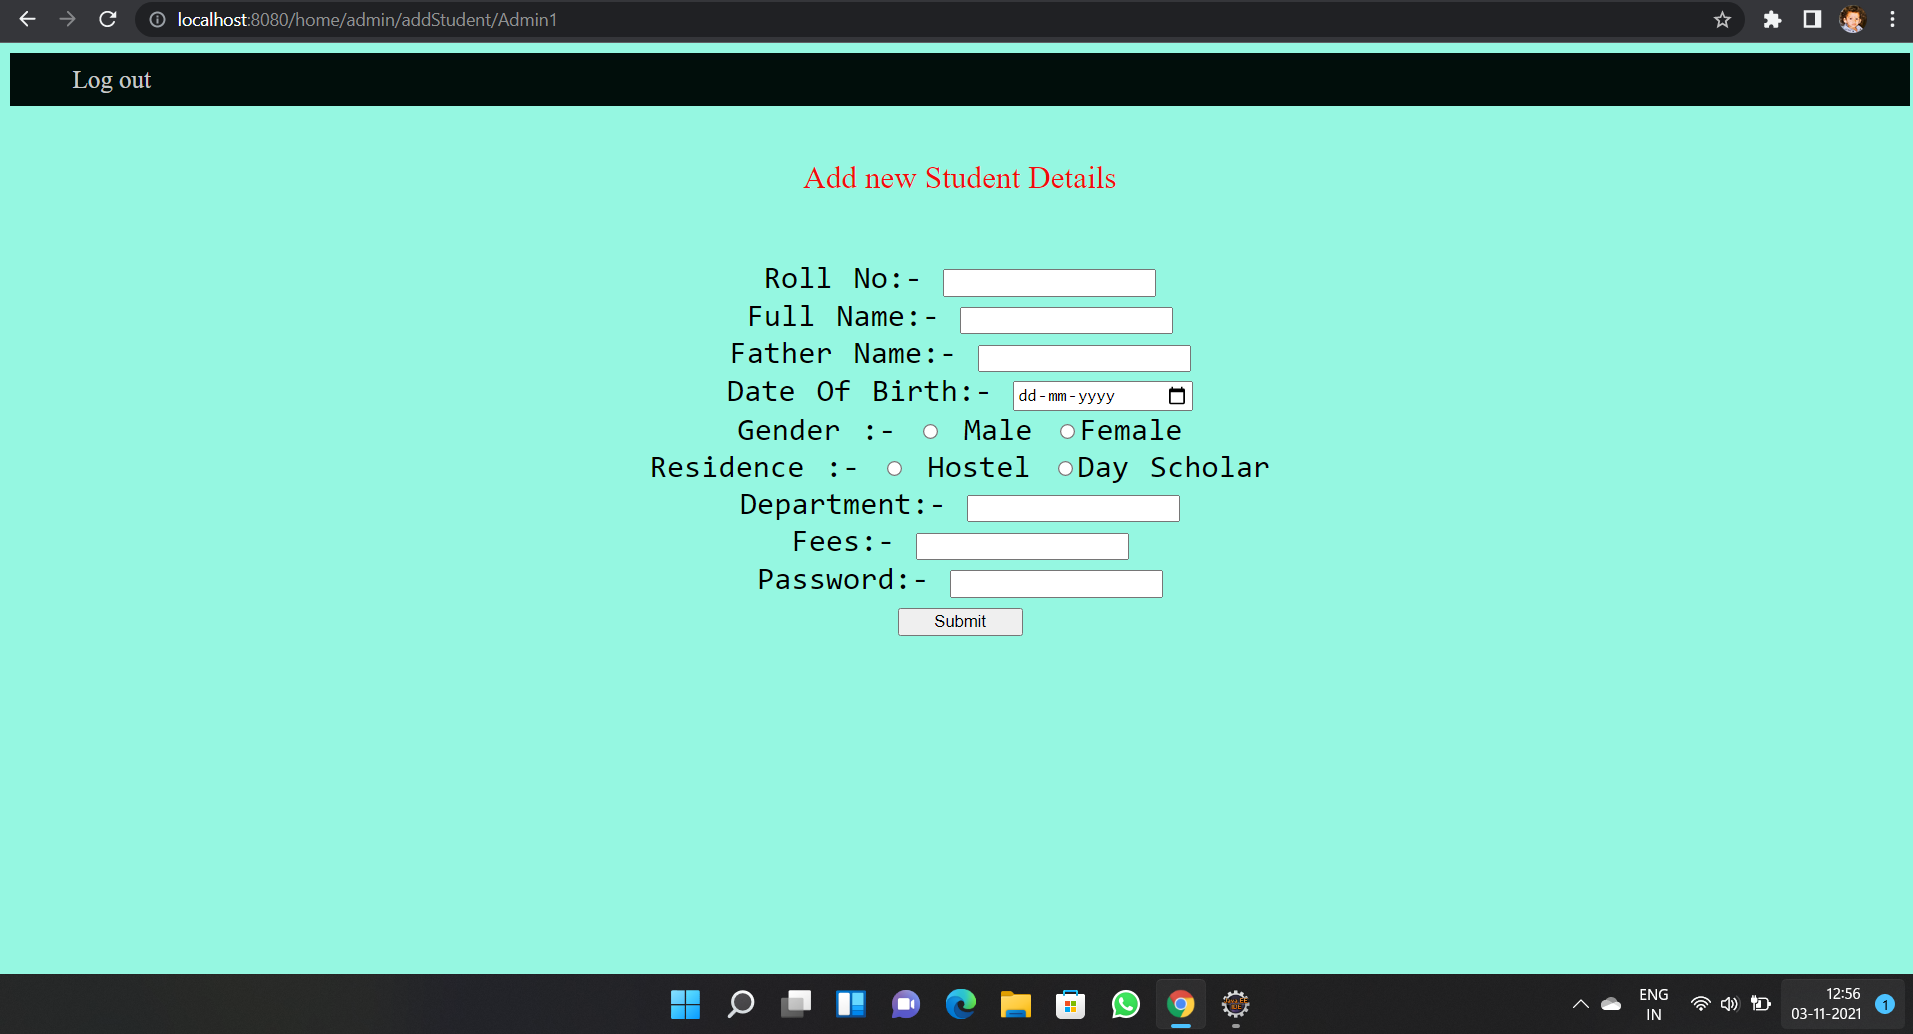 localhost:8080/home/admin/addStudent/Admin1
Log out
Add new Student Details
Roll No:-
Full Name:-
Father Name:-
Date Of Birth:- dd-mm-yyyy
Gender :- Male Female
Residence :- Hostel Day Scholar
Department:-
Fees:-
Password:-
Submit
ENG 12:56
IN 03-11-2021 1